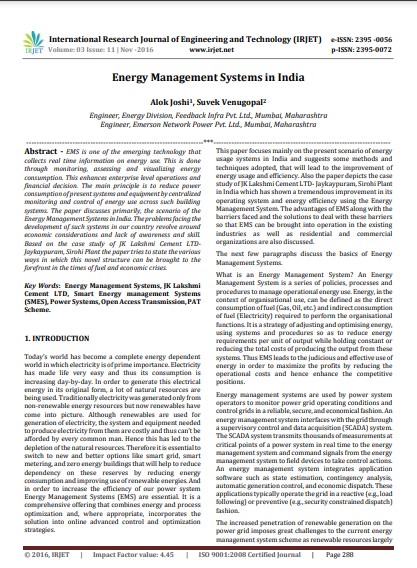 International Research Journal of Engineering and Technology (IRJET)
e-ISSN: 2395 -0056
IRJET
Volume: 03 Issue: 11 | Nov -2016
www.irjet.net
p-ISSN: 2395-0072
Energy Management Systems in India
Alok Joshi¹, Suvek Venugopal²
Engineer, Energy Division, Feedback Infra Pvt. Ltd., Mumbai, Maharashtra
Engineer, Emerson Network Power Pvt. Ltd., Mumbai, Maharashtra
---------------------------------------------------------------------***---------------------------------------------------------------------
Abstract - EMS is one of the emerging technology that
collects real time information on energy use. This is done
through monitoring, assessing and visualizing energy
consumption. This enhances enterprise level operations and
financial decision. The main principle is to reduce power
consumption of present systems and equipment by centralized
monitoring and control of energy use across such building
systems. The paper discusses primarily, the scenario of the
Energy Management Systems in India. The problems facing the
development of such systems in our country revolve around
economic considerations and lack of awareness and skill.
Based on the case study of JK Lakshmi Cement LTD-
Jaykaypuram, Sirohi Plant the paper tries to state the various
ways in which this novel structure can be brought to the
forefront in the times of fuel and economic crises.
Key Words: Energy Management Systems, JK Lakshmi
Cement LTD, Smart Energy management Systems
(SMES), Power Systems, Open Access Transmission, PAT
Scheme.
1. INTRODUCTION
Today's world has become a complete energy dependent
world in which electricity is of prime importance. Electricity
has made life very easy and thus its consumption is
increasing day-by-day. In order to generate this electrical
energy in its original form, a lot of natural resources are
being used. Traditionally electricity was generated only from
non-renewable energy resources but now renewables have
come into picture. Although renewables are used for
generation of electricity, the system and equipment needed
to produce electricity from them are costly and thus can't be
afforded by every common man. Hence this has led to the
depletion of the natural resources. Therefore it is essential to
switch to new and better options like smart grid, smart
metering, and zero energy buildings that will help to reduce
dependency on these reserves by reducing energy
consumption and improving use of renewable energies. And
in order to increase the efficiency of our power system
Energy Management Systems (EMS) are essential. It is a
comprehensive offering that combines energy and process
optimization and, where appropriate, incorporates the
solution into online advanced control and optimization
strategies.
This paper focuses mainly on the present scenario of energy
usage systems in India and suggests some methods and
techniques adopted, that will lead to the improvement of
energy usage and efficiency. Also the paper depicts the case
study of JK Lakshmi Cement LTD- Jaykaypuram, Sirohi Plant
in India which has shown a tremendous improvement in its
operating system and energy efficiency using the Energy
Management System. The advantages of EMS along with the
barriers faced and the solutions to deal with these barriers
so that EMS can be brought into operation in the existing
industries as well as residential and commercial
organizations are also discussed.
The next few paragraphs discuss the basics of Energy
Management Systems.
What is an Energy Management System? An Energy
Management System is a series of policies, processes and
procedures to manage operational energy use. Energy, in the
context of organisational use, can be defined as the direct
consumption of fuel (Gas, Oil, etc.) and indirect consumption
of fuel (Electricity) required to perform the organisational
functions. It is a strategy of adjusting and optimising energy,
using systems and procedures so as to reduce energy
requirements per unit of output while holding constant or
reducing the total costs of producing the output from these
systems. Thus EMS leads to the judicious and effective use of
energy in order to maximize the profits by reducing the
operational costs and hence enhance the competitive
positions.
Energy management systems are used by power system
operators to monitor power grid operating conditions and
control grids in a reliable, secure, and economical fashion. An
energy management system interfaces with the grid through
a supervisory control and data acquisition (SCADA) system.
The SCADA system transmits thousands of measurements at
critical points of a power system in real time to the energy
management system and command signals from the energy
management system to field devices to take control actions.
An energy management system integrates application
software such as state estimation, contingency analysis,
automatic generation control, and economic dispatch. These
applications typically operate the grid in a reactive (e.g., load
following) or preventive (e.g., security constrained dispatch)
fashion.
The increased penetration of renewable generation on the
power grid imposes great challenges to the current energy
management system scheme as renewable resources largely
© 2016, IRJET | Impact Factor value: 4.45 | ISO 9001:2008 Certified Journal | Page 288